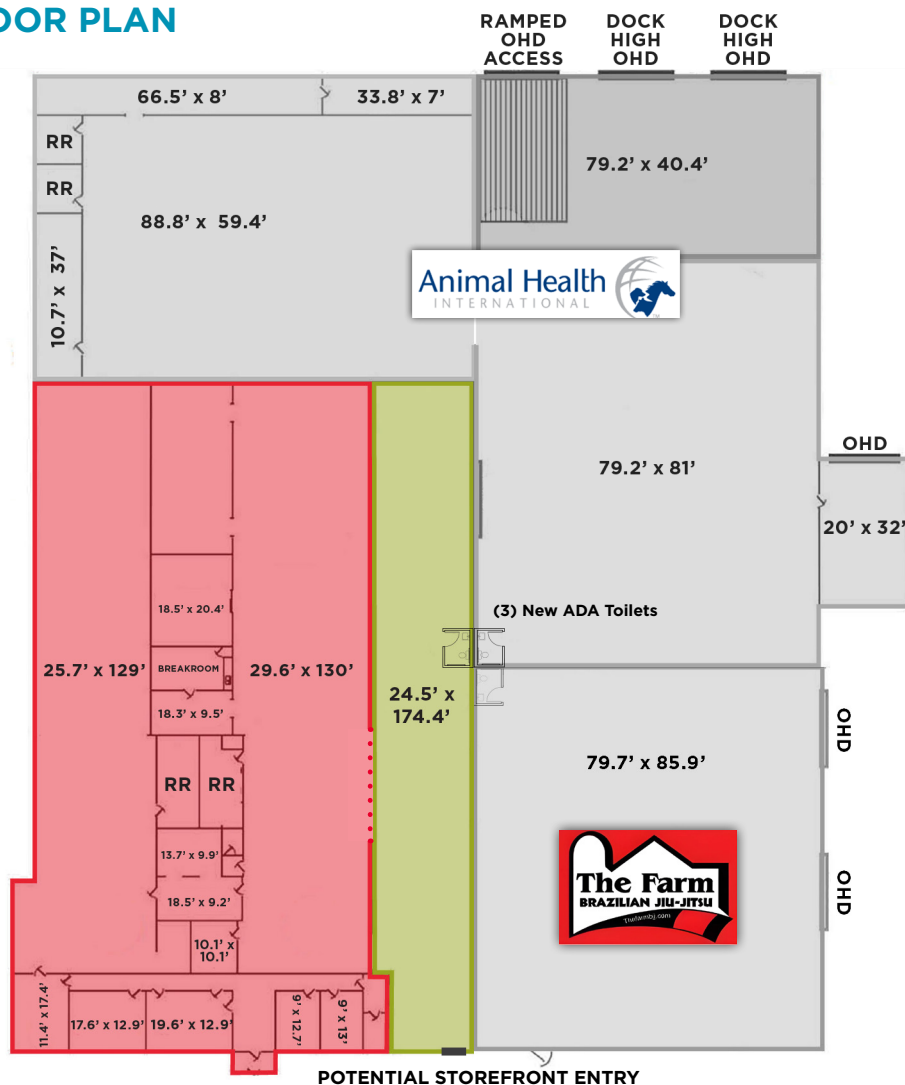 OOR PLAN
RAMPED
OHD
ACCESS
DOCK
HIGH
OHD
DOCK
HIGH
OHD
66.5’ x 8’
33.8’ x 7’
RR
RR
79.2’ x 40.4’
88.8’ x 59.4’
10.7’ x 37’
Animal Health
INTERNATIONAL
OHD
79.2’ x 81’
20’ x 32’
18.5’ x 20.4’
(3) New ADA Toilets
25.7’ x 129’
BREAKROOM
29.6’ x 130’
24.5’ x
174.4’
18.3’ x 9.5’
OHD
79.7’ x 85.9’
RR
RR
13.7’ x 9.9’
The Farm
BRAZILIAN JIU-JITSU
Thefarmbjj.com
OHD
18.5’ x 9.2’
10.1’ x
10.1’
11.4’ x 17.4’
17.6’ x 12.9’
19.6’ x 12.9’
9’ x 12.7’
9’ x 13’
POTENTIAL STOREFRONT ENTRY